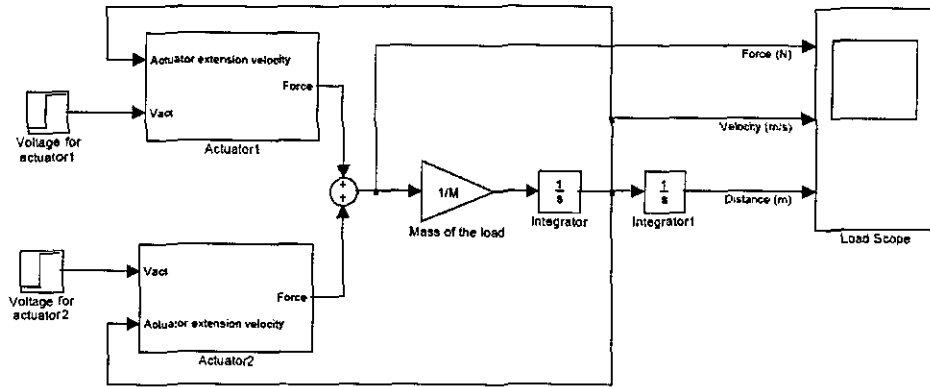 Actuator extension velocity
Force
Vact
Actuator1
Voltage for
actuator1
Force (N)
Velocity (m/s)
Distance (m)
Load Scope
+
+
1/M
Mass of the load
1
s
Integrator
1
s
Integrator1
Voltage for
actuator2
Vact
Force
Actuator extension velocity
Actuator2